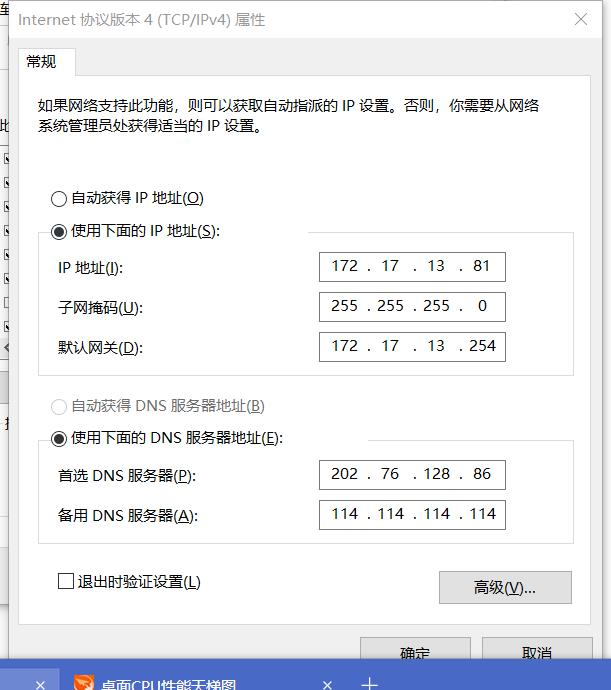 Internet 协议版本 4 (TCP/IPv4) 属性
常规
如果网络支持此功能，则可以获取自动指派的 IP 设置。否则，你需要从网络
系统管理员处获得适当的 IP 设置。
自动获得 IP 地址(O)
使用下面的 IP 地址(S):
IP 地址(I): 172 . 17 . 13 . 81
子网掩码(U): 255 . 255 . 255 . 0
默认网关(D): 172 . 17 . 13 . 254
自动获得 DNS 服务器地址(B)
使用下面的 DNS 服务器地址(E):
首选 DNS 服务器(P): 202 . 76 . 128 . 86
备用 DNS 服务器(A): 114 . 114 . 114 . 114
退出时验证设置(L)
高级(V)...
确定 取消
桌面CPU性能天梯图